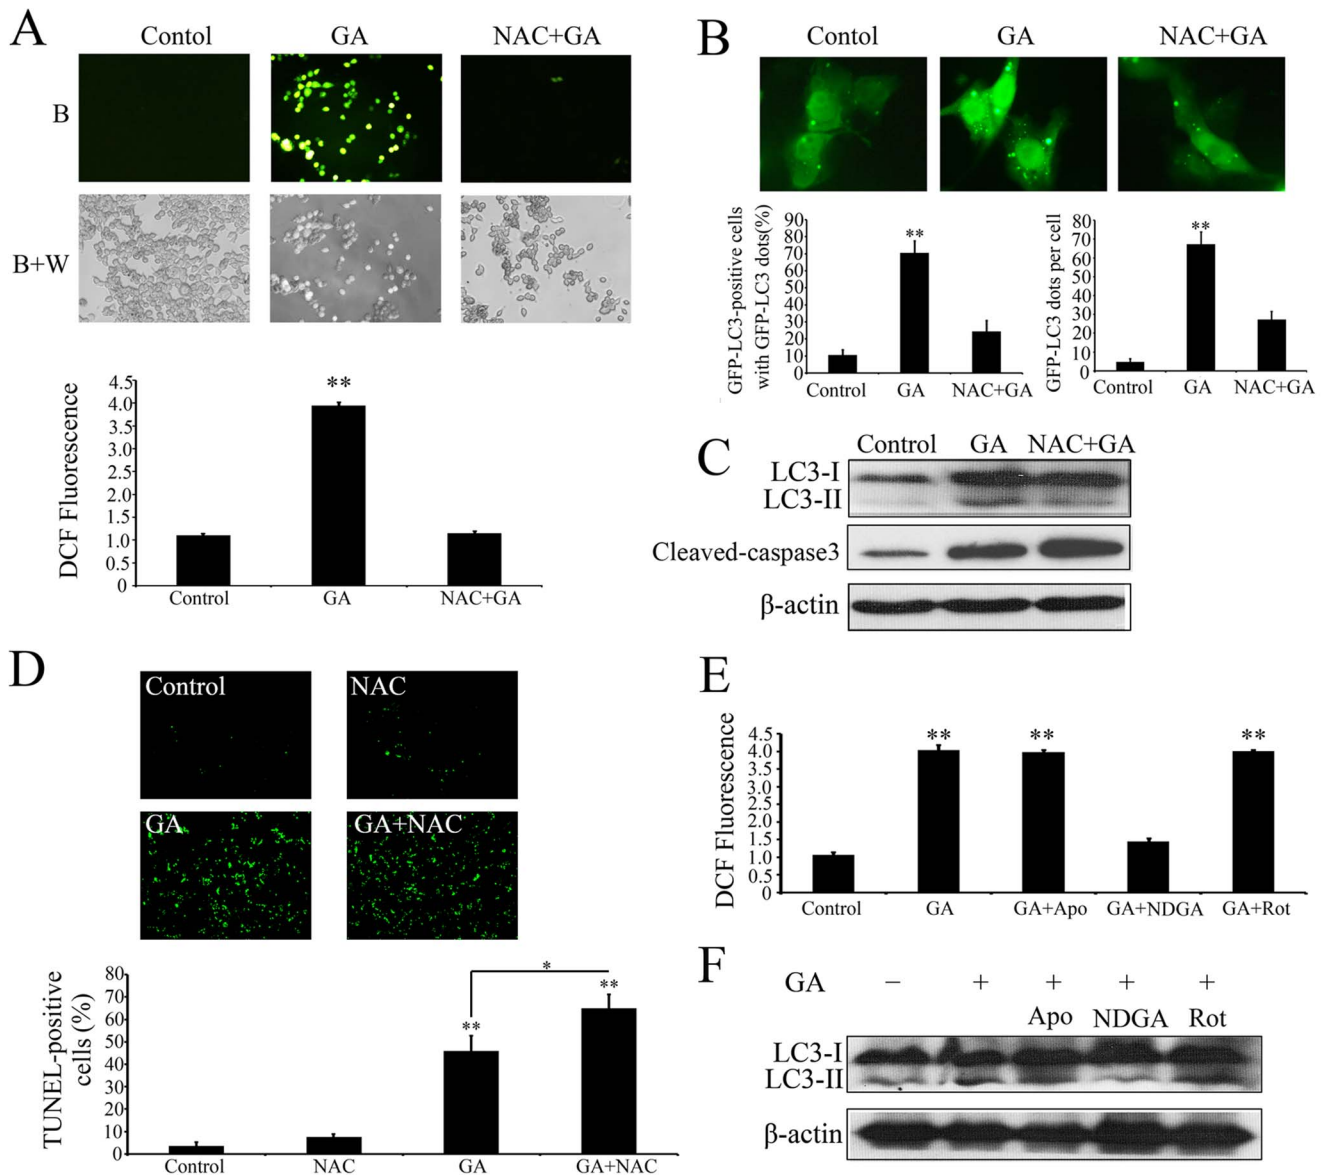 A
Contol GA NAC+GA
B
B+W
DCF Fluorescence
4.5
4.0
3.5
3.0
2.5
2.0
1.5
1.0
0.5
0
**
Control GA NAC+GA
B
Contol GA NAC+GA
GFP-LC3-positive cells
with GFP-LC3 dots(%)
90
80
70
60
50
40
30
20
10
0
**
Control GA NAC+GA
GFP-LC3 dots per cell
80
70
60
50
40
30
20
10
0
**
Control GA NAC+GA
C
Control GA NAC+GA
LC3-I
LC3-II
Cleaved-caspase3
β-actin
D
Control NAC
GA GA+NAC
TUNEL-positive
cells (%)
80
70
60
50
40
30
20
10
0
*
** **
Control NAC GA GA+NAC
E
DCF Fluorescence
4.5
4.0
3.5
3.0
2.5
2.0
1.5
1.0
0.5
0
** ** **
Control GA GA+Apo GA+NDGA GA+Rot
F
GA − + + + +
Apo NDGA Rot
LC3-I
LC3-II
β-actin